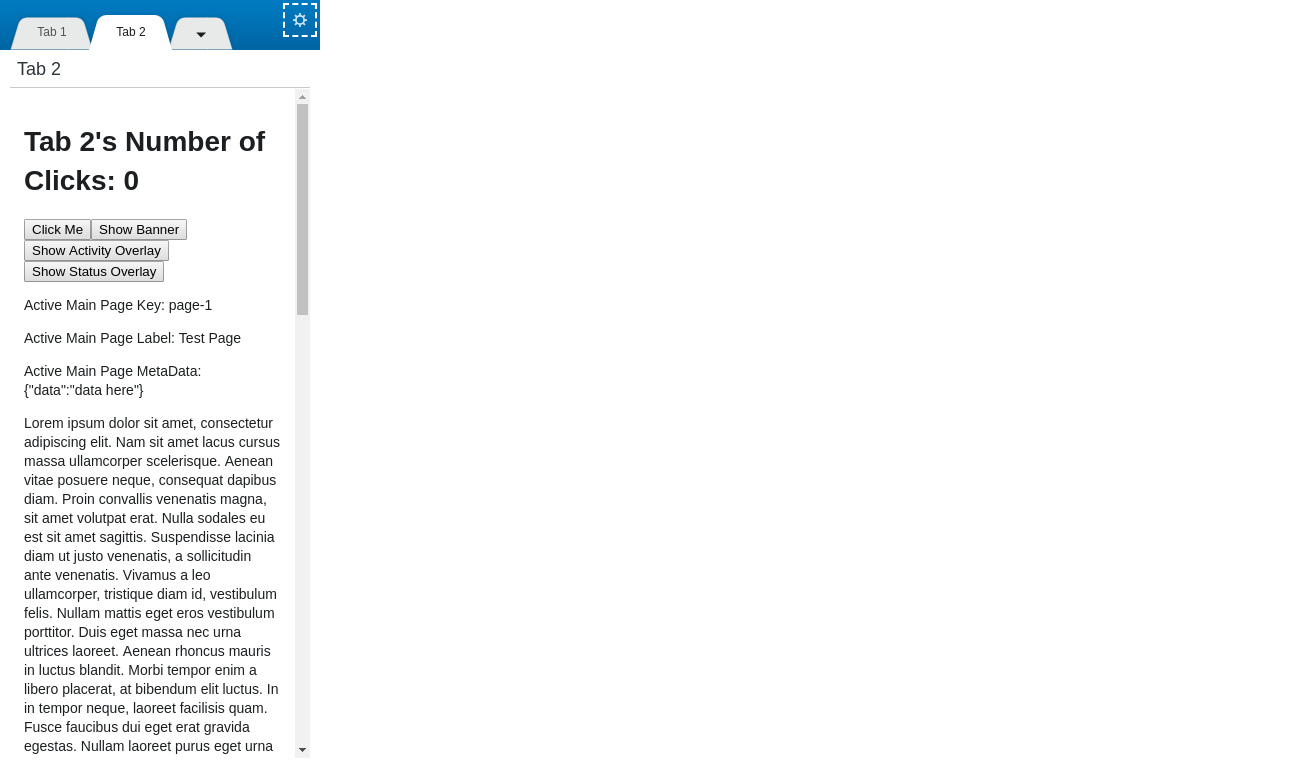 Tab 1
Tab 2
Tab 2
Tab 2's Number of
Clicks: 0
Click Me
Show Banner
Show Activity Overlay
Show Status Overlay
Active Main Page Key: page-1
Active Main Page Label: Test Page
Active Main Page MetaData:
{"data":"data here"}
Lorem ipsum dolor sit amet, consectetur
adipiscing elit. Nam sit amet lacus cursus
massa ullamcorper scelerisque. Aenean
vitae posuere neque, consequat dapibus
diam. Proin convallis venenatis magna,
sit amet volutpat erat. Nulla sodales eu
est sit amet sagittis. Suspendisse lacinia
diam ut justo venenatis, a sollicitudin
ante venenatis. Vivamus a leo
ullamcorper, tristique diam id, vestibulum
felis. Nullam mattis eget eros vestibulum
porttitor. Duis eget massa nec urna
ultrices laoreet. Aenean rhoncus mauris
in luctus blandit. Morbi tempor enim a
libero placerat, at bibendum elit luctus. In
in tempor neque, laoreet facilisis quam.
Fusce faucibus dui eget erat gravida
egestas. Nullam laoreet purus eget urna